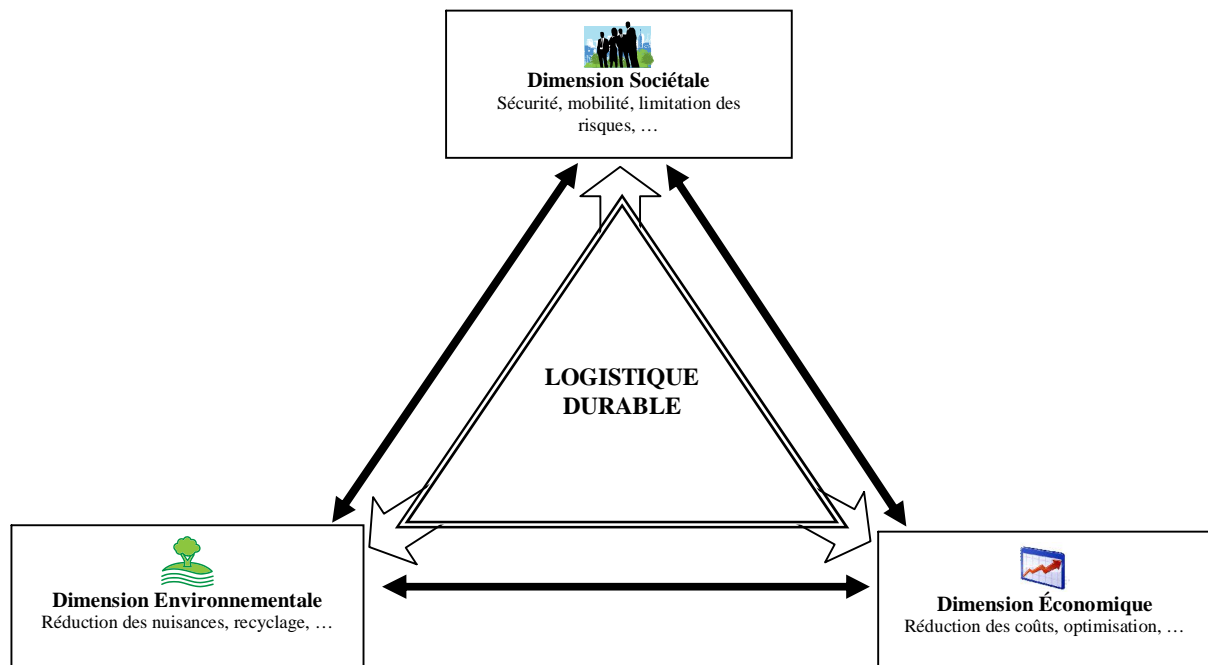 Dimension Sociétale
Sécurité, mobilité, limitation des
risques, …
LOGISTIQUE
DURABLE
Dimension Environnementale
Réduction des nuisances, recyclage, …
Dimension Économique
Réduction des coûts, optimisation, …